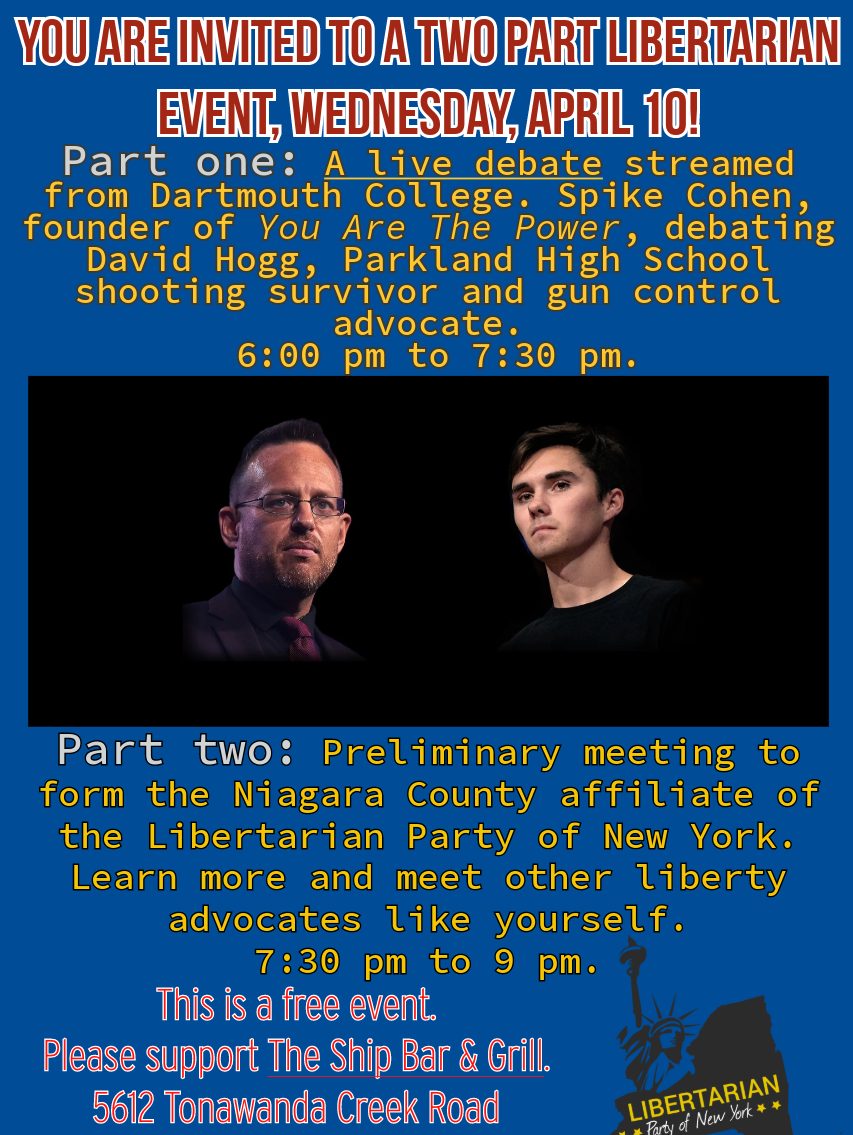 YOU ARE INVITED TO A TWO PART LIBERTARIAN
EVENT, WEDNESDAY, APRIL 10!
Part one: A live debate streamed
from Dartmouth College. Spike Cohen,
founder of You Are The Power, debating
David Hogg, Parkland High School
shooting survivor and gun control
advocate.
6:00 pm to 7:30 pm.
Part two: Preliminary meeting to
form the Niagara County affiliate of
the Libertarian Party of New York.
Learn more and meet other liberty
advocates like yourself.
7:30 pm to 9 pm.
This is a free event.
Please support The Ship Bar & Grill.
5612 Tonawanda Creek Road
LIBERTARIAN
Party of New York